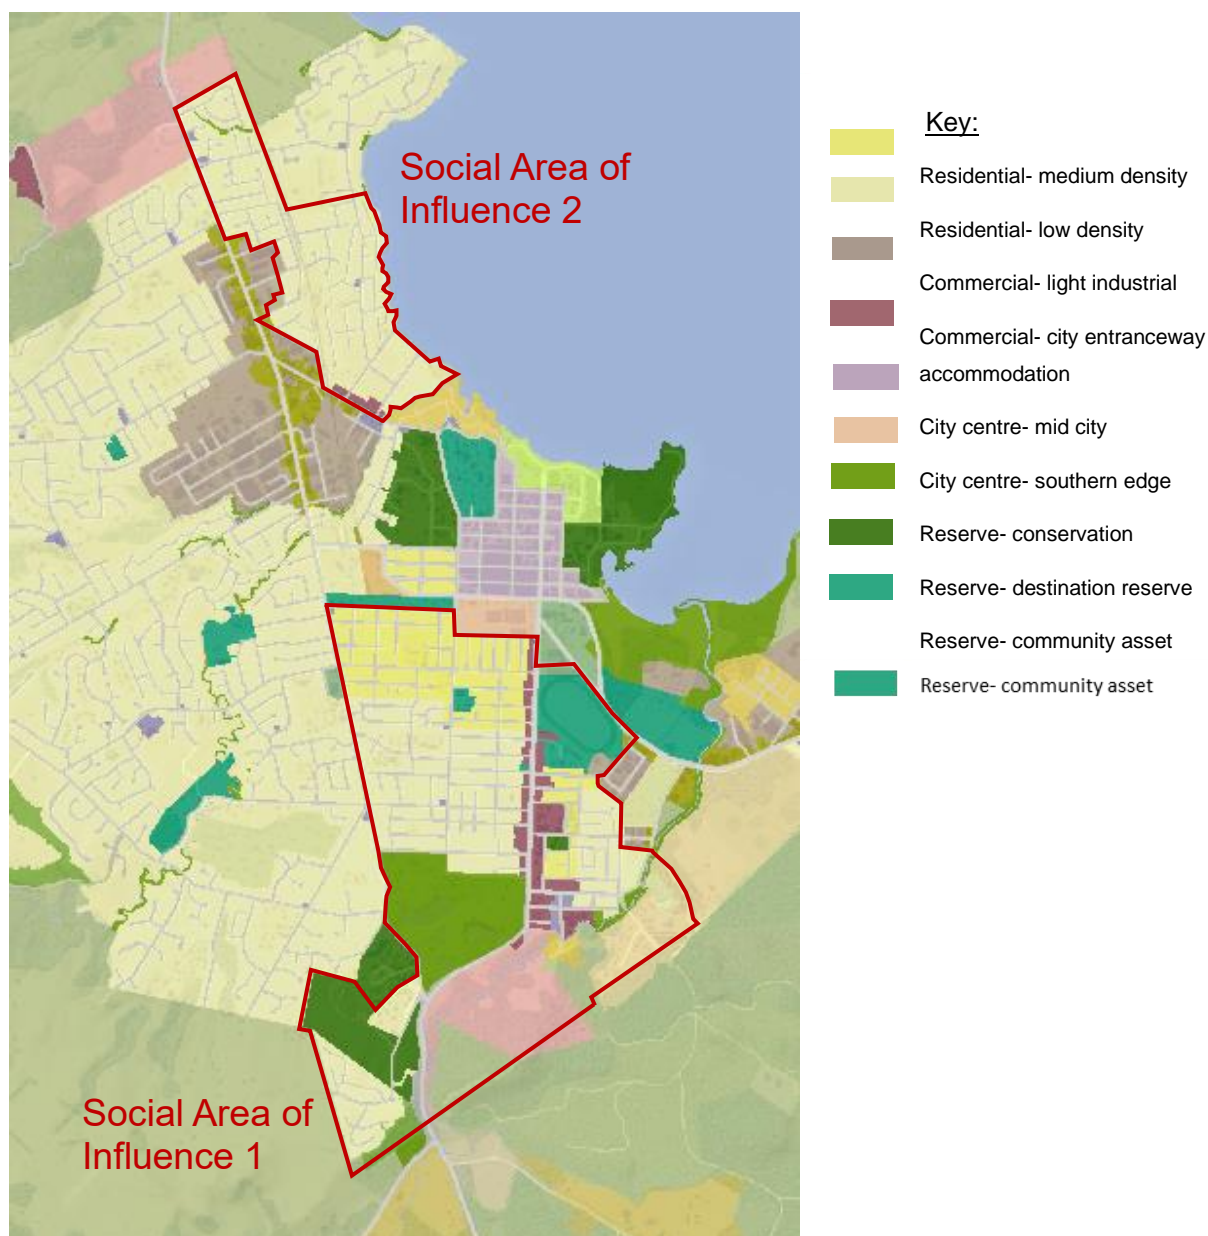 Social Area of
Influence 2
Social Area of
Influence 1
Key:
Residential- medium density
Residential- low density
Commercial- light industrial
Commercial- city entranceway
accommodation
City centre- mid city
City centre- southern edge
Reserve- conservation
Reserve- destination reserve
Reserve- community asset
Reserve- community asset